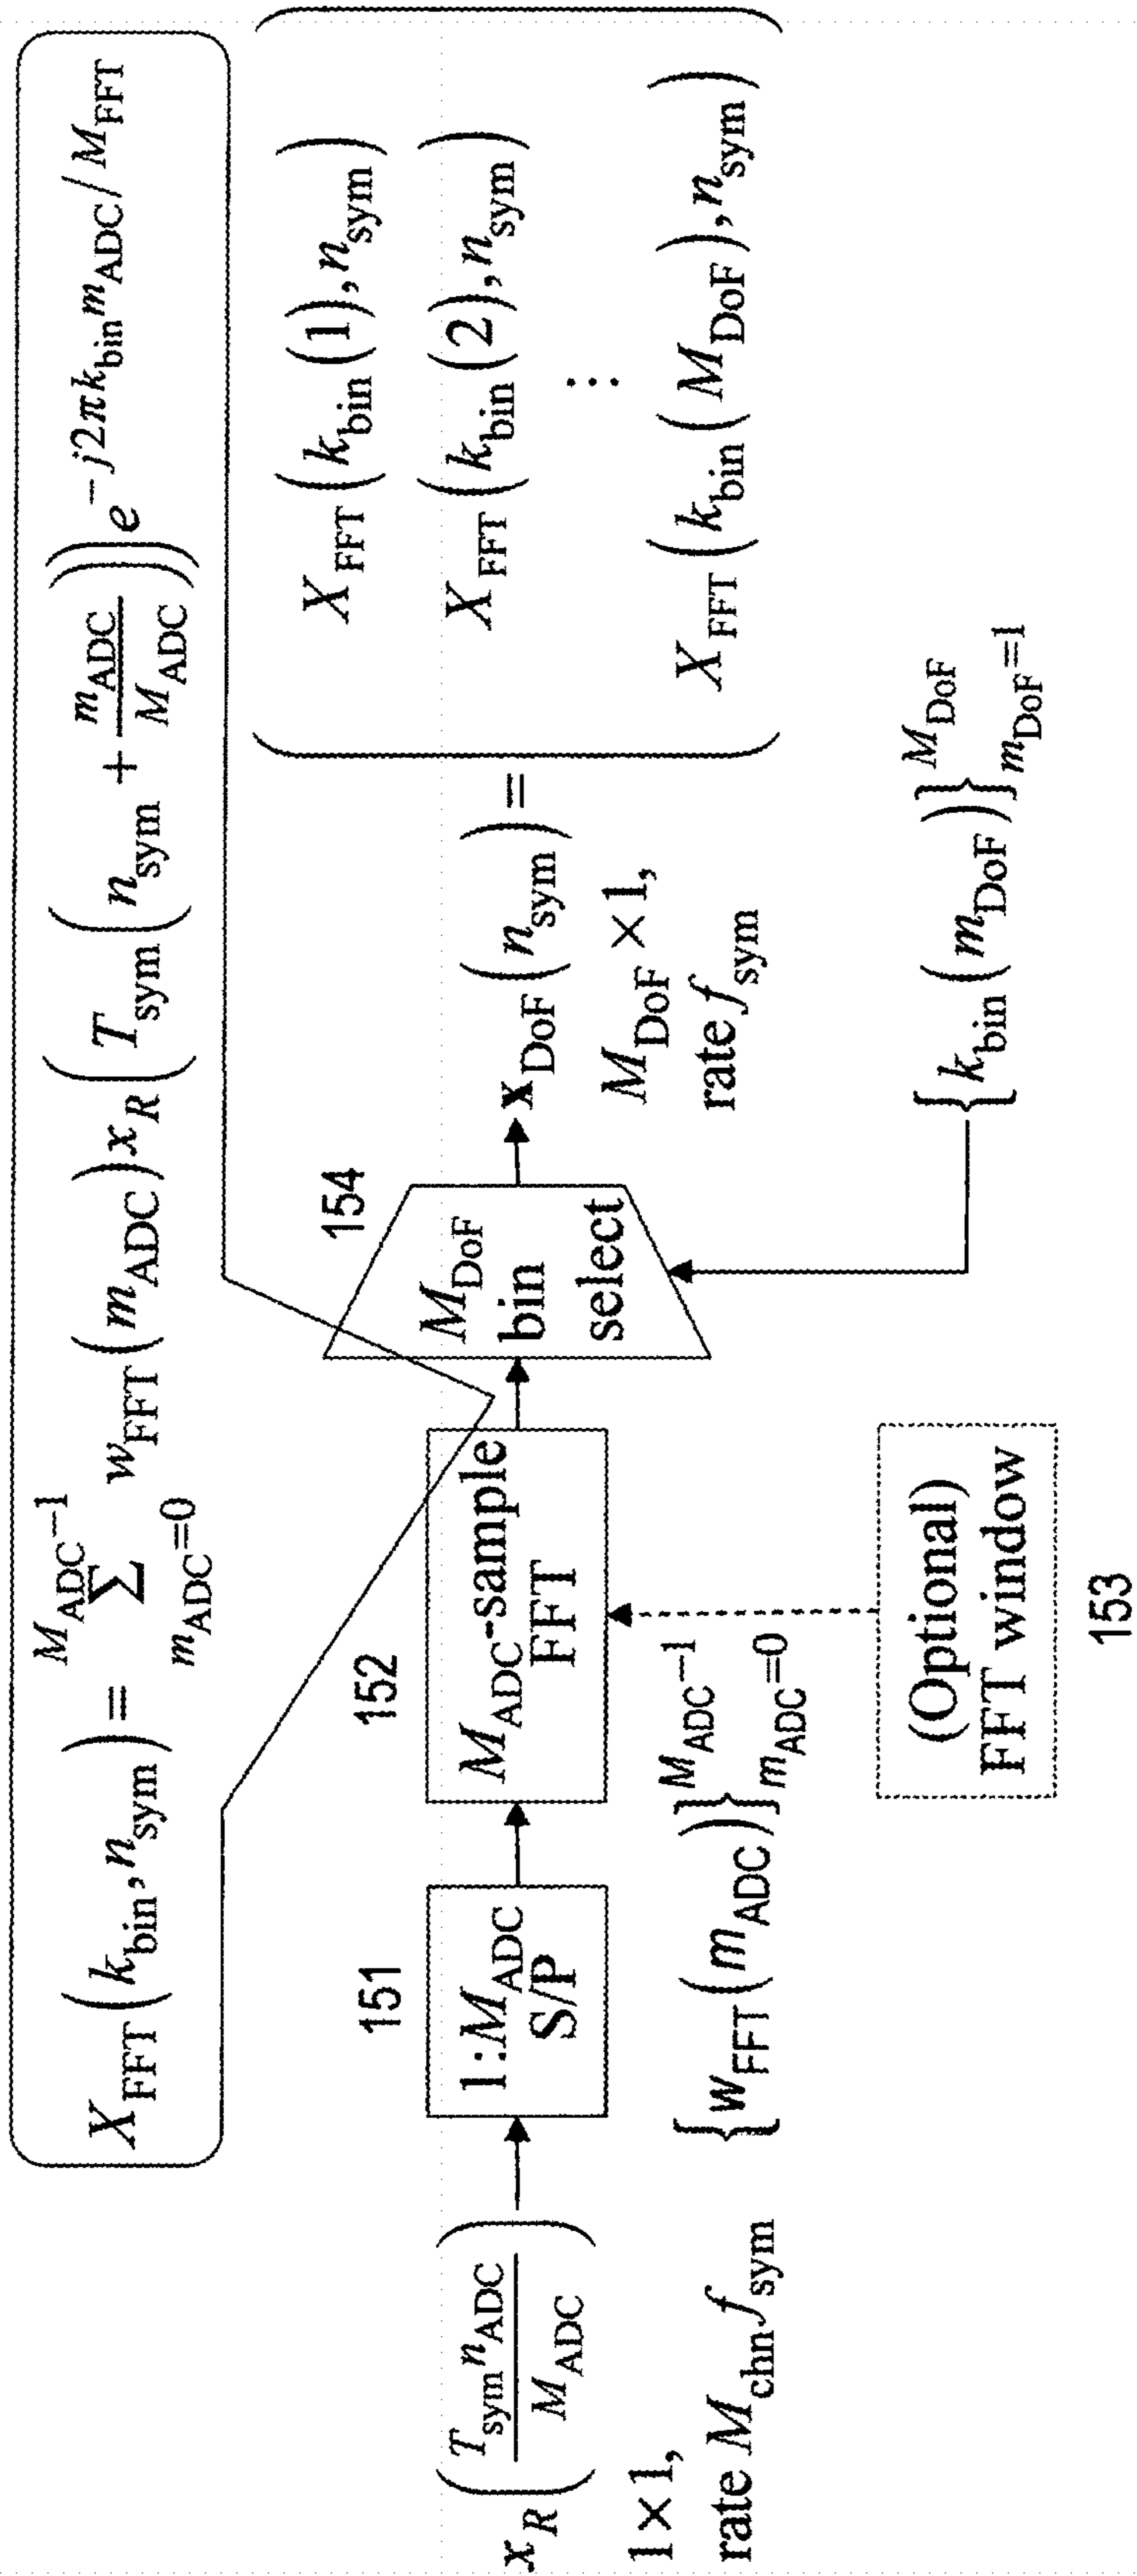 X_FFT(k_bin, n_sym) = ∑_{m_ADC=0}^{M_ADC−1} w_FFT(m_ADC) x_R(T_sym(n_sym + m_ADC/M_ADC)) e^{−j2πk_bin m_ADC/M_FFT}
x_R(T_sym n_ADC / M_ADC)
1×1,
rate M_chn f_sym
151
1:M_ADC
S/P
152
M_ADC-sample
FFT
{w_FFT(m_ADC)}_{m_ADC=0}^{M_ADC−1}
(Optional)
FFT window
153
154
M_DoF
bin
select
x_DoF(n_sym) =
M_DoF×1,
rate f_sym
X_FFT(k_bin(1), n_sym)
X_FFT(k_bin(2), n_sym)
⋮
X_FFT(k_bin(M_DoF), n_sym)
{k_bin(m_DoF)}_{m_DoF=1}^{M_DoF}